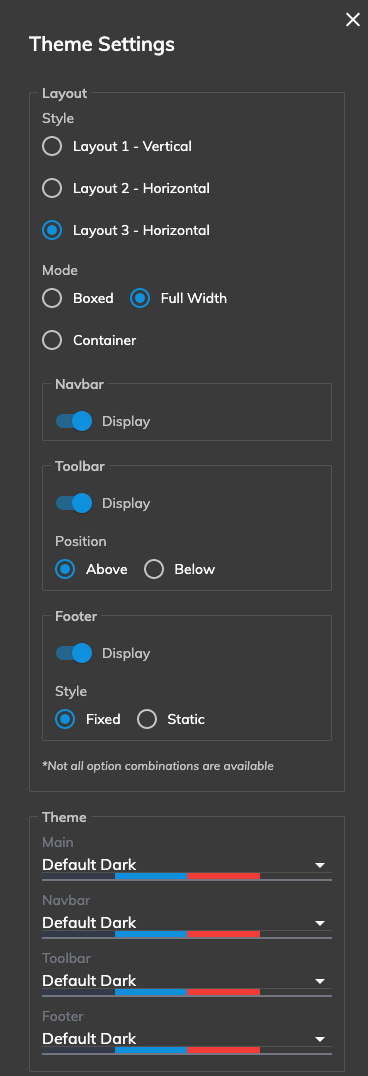 Theme Settings
Layout
Style
Layout 1 - Vertical
Layout 2 - Horizontal
Layout 3 - Horizontal
Mode
Boxed Full Width
Container
Navbar
Display
Toolbar
Display
Position
Above Below
Footer
Display
Style
Fixed Static
*Not all option combinations are available
Theme
Main
Default Dark
Navbar
Default Dark
Toolbar
Default Dark
Footer
Default Dark